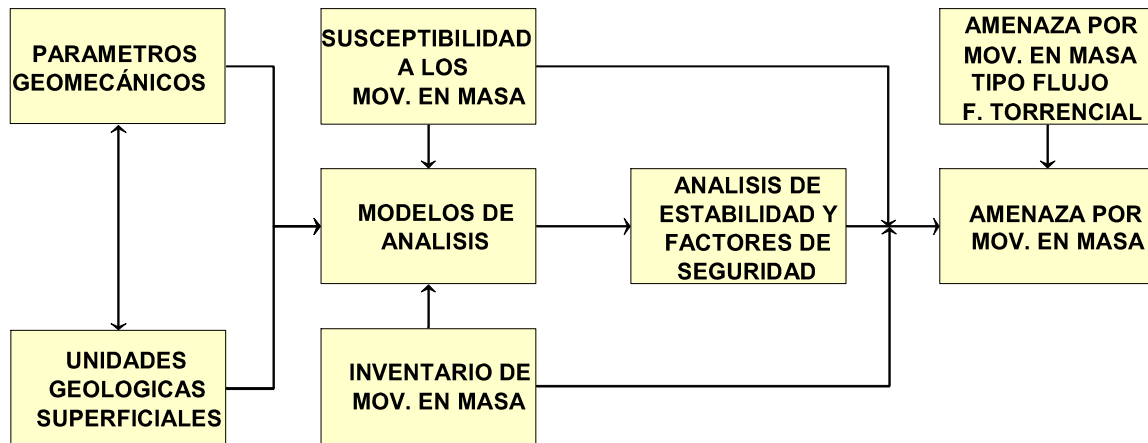 PARAMETROS
GEOMECÁNICOS
SUSCEPTIBILIDAD
A LOS
MOV. EN MASA
AMENAZA POR
MOV. EN MASA
TIPO FLUJO
F. TORRENCIAL
MODELOS DE
ANALISIS
ANALISIS DE
ESTABILIDAD Y
FACTORES DE
SEGURIDAD
AMENAZA POR
MOV. EN MASA
UNIDADES
GEOLOGICAS
SUPERFICIALES
INVENTARIO DE
MOV. EN MASA